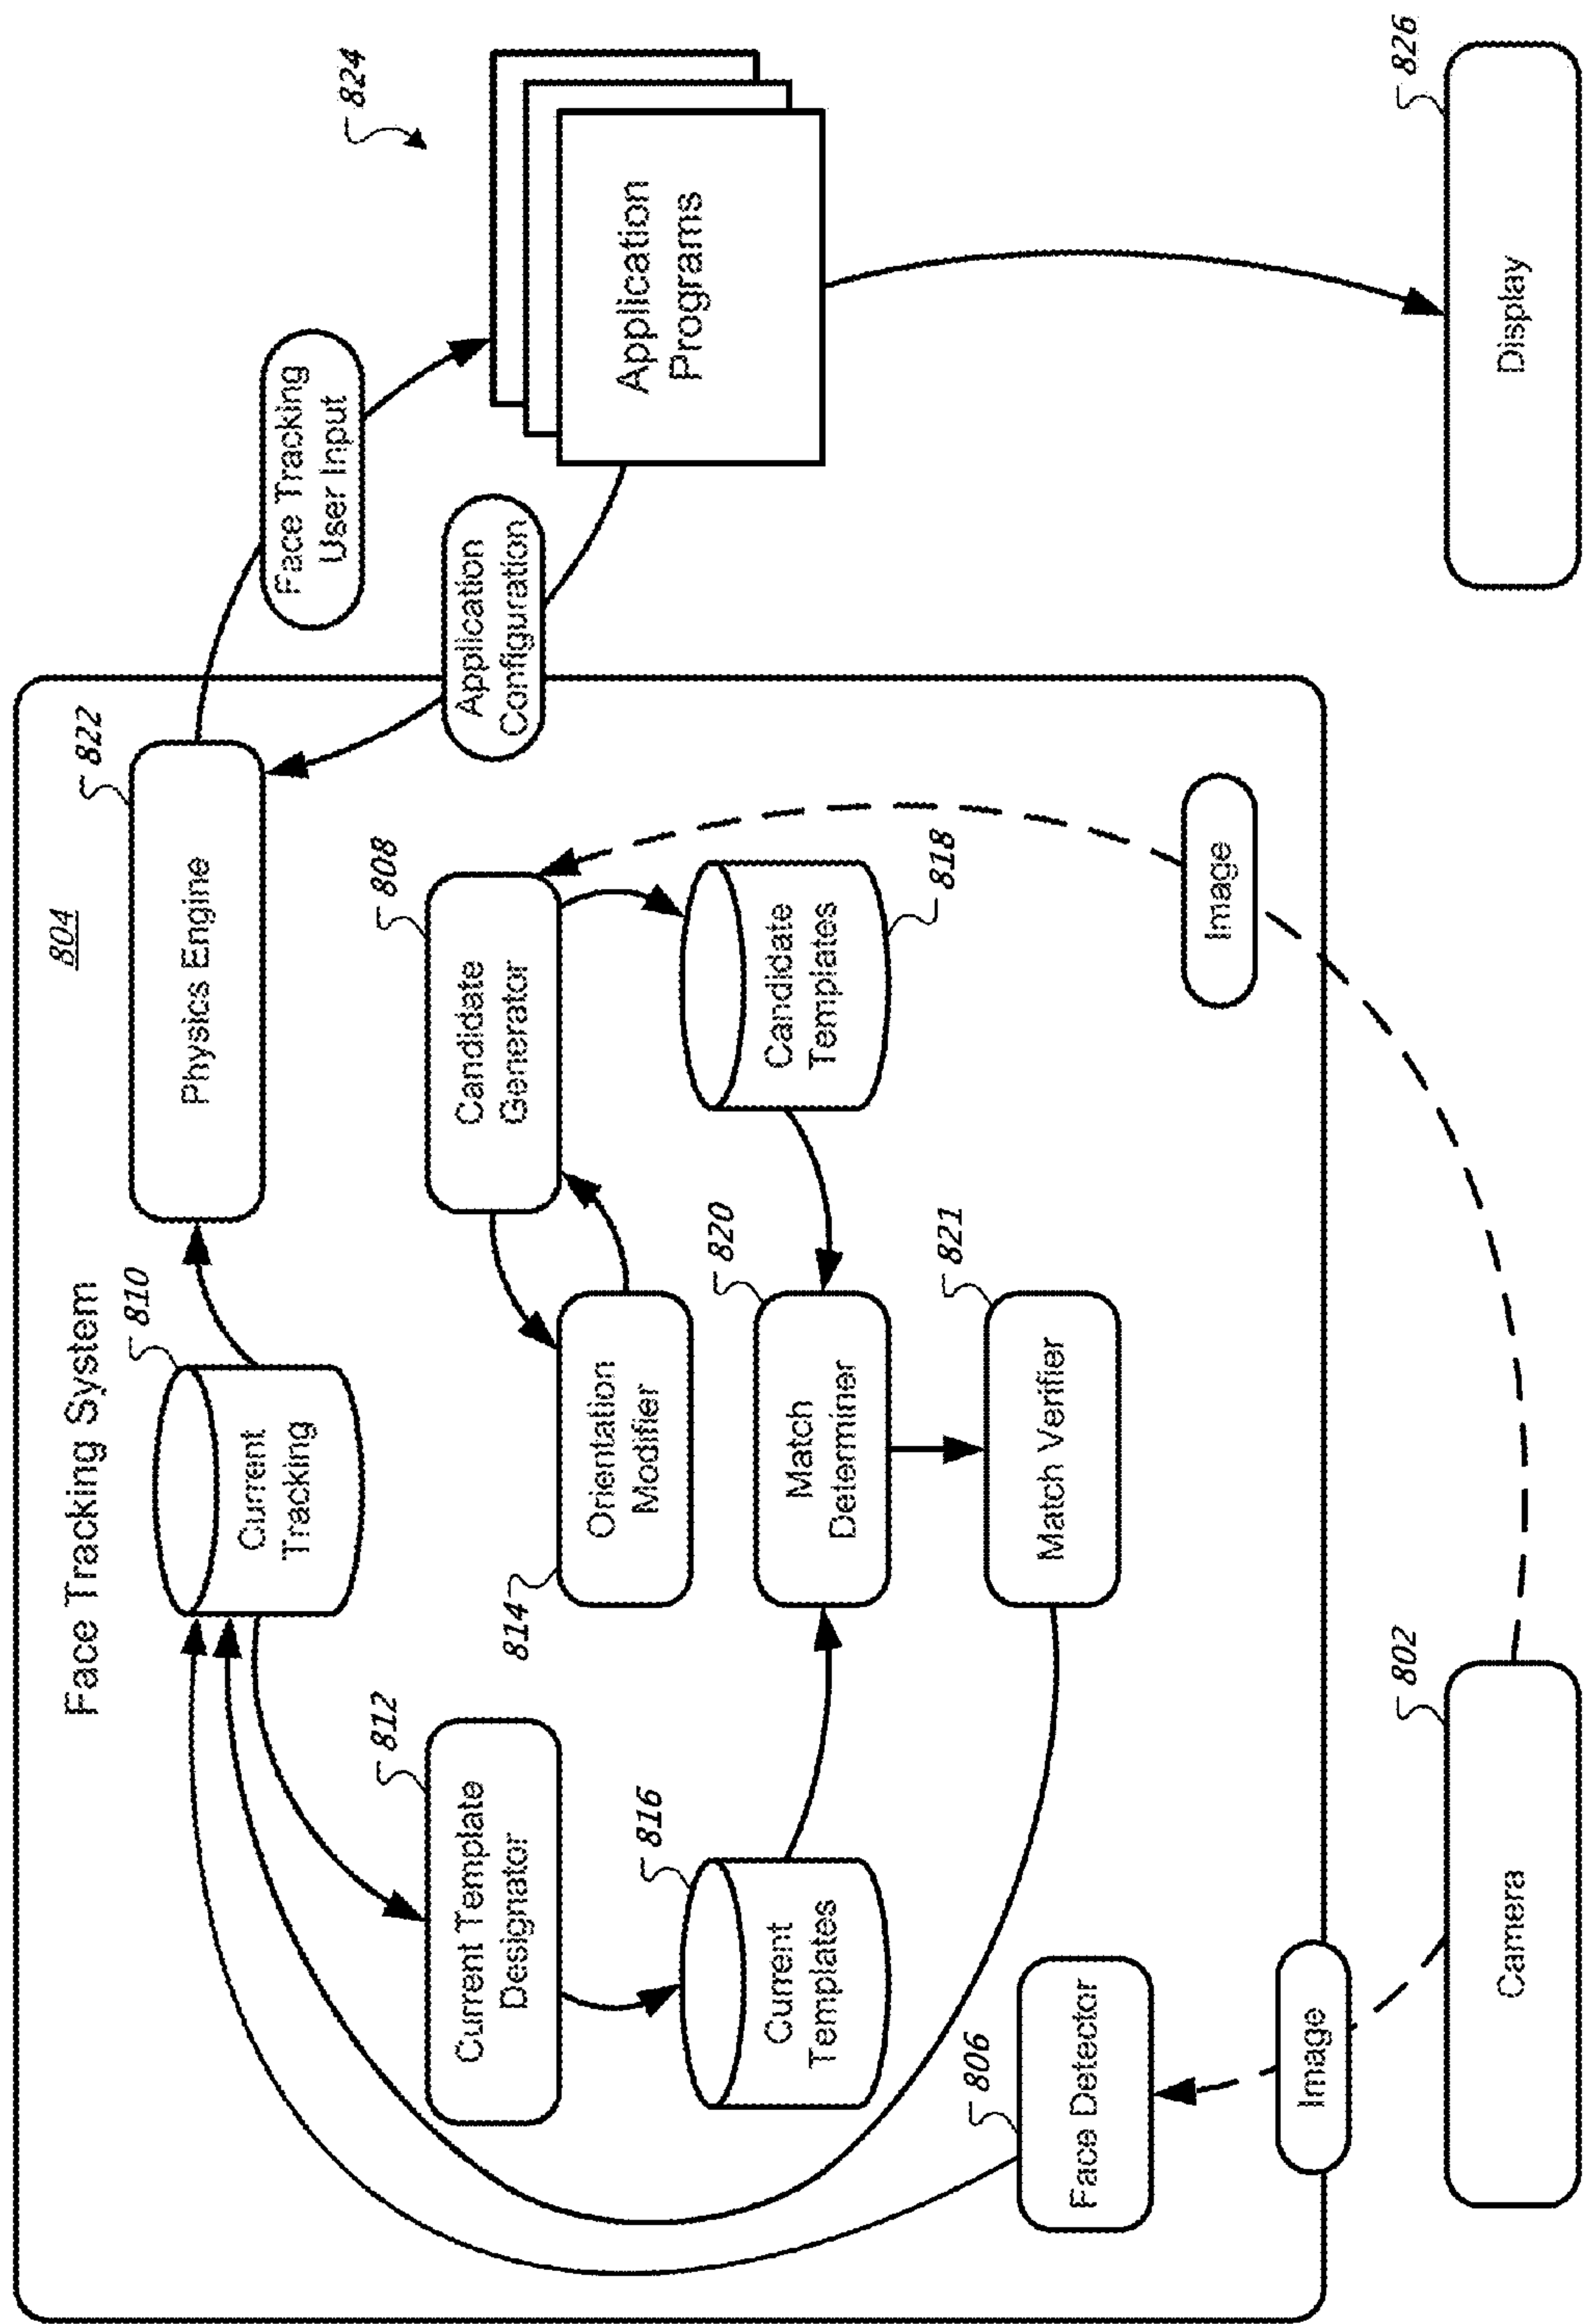 Face Tracking System
804
810
Current
Tracking
822
Physics Engine
Face Tracking
User Input
824
812
Current Template
Designator
808
Candidate
Generator
Application
Configuration
Application
Programs
814
Orientation
Modifier
816
Current
Templates
820
Match
Determiner
818
Candidate
Templates
806
Face Detector
821
Match Verifier
Image
Image
802
Camera
826
Display